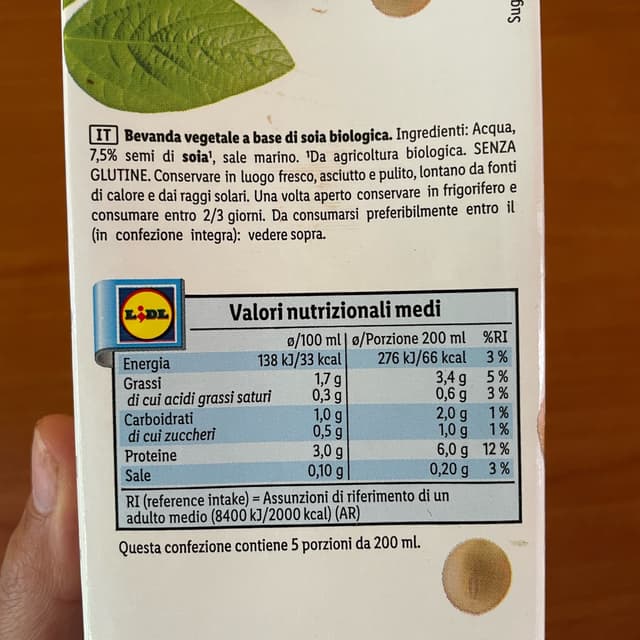 gns
IT Bevanda vegetale a base di soia biologica. Ingredienti: Acqua,
7,5% semi di soia¹, sale marino. ¹Da agricoltura biologica. SENZA
GLUTINE. Conservare in luogo fresco, asciutto e pulito, lontano da fonti
di calore e dai raggi solari. Una volta aperto conservare in frigorifero e
consumare entro 2/3 giorni. Da consumarsi preferibilmente entro il
(in confezione integra): vedere sopra.
LIDL
Valori nutrizionali medi
ø/100 ml ø/Porzione 200 ml %RI
Energia 138 kJ/33 kcal 276 kJ/66 kcal 3 %
Grassi 1,7 g 3,4 g 5 %
di cui acidi grassi saturi 0,3 g 0,6 g 3 %
Carboidrati 1,0 g 2,0 g 1 %
di cui zuccheri 0,5 g 1,0 g 1 %
Proteine 3,0 g 6,0 g 12 %
Sale 0,10 g 0,20 g 3 %
RI (reference intake) = Assunzioni di riferimento di un
adulto medio (8400 kJ/2000 kcal) (AR)
Questa confezione contiene 5 porzioni da 200 ml.